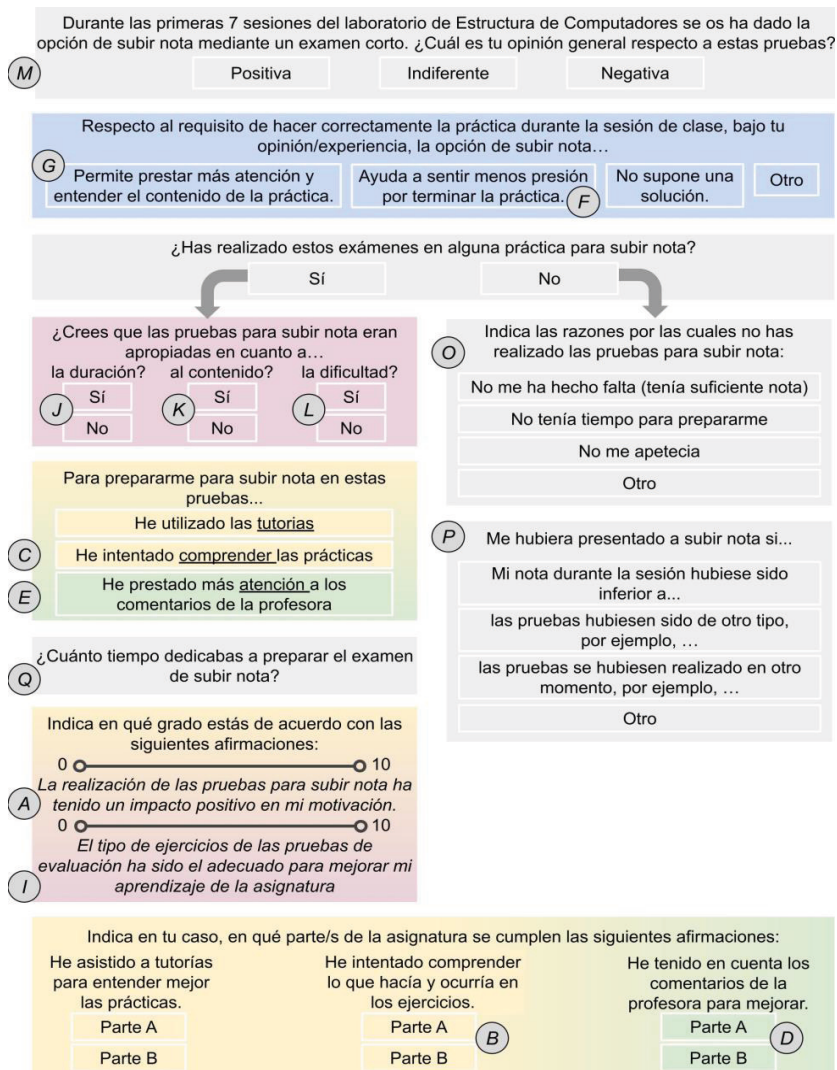 Durante las primeras 7 sesiones del laboratorio de Estructura de Computadores se os ha dado la
opción de subir nota mediante un examen corto. ¿Cuál es tu opinión general respecto a estas pruebas?
M
Positiva
Indiferente
Negativa
Respecto al requisito de hacer correctamente la práctica durante la sesión de clase, bajo tu
opinión/experiencia, la opción de subir nota…
G
Permite prestar más atención y
entender el contenido de la práctica.
Ayuda a sentir menos presión
por terminar la práctica.
F
No supone una
solución.
Otro
¿Has realizado estos exámenes en alguna práctica para subir nota?
Sí
No
¿Crees que las pruebas para subir nota eran
apropiadas en cuanto a…
la duración? al contenido? la dificultad?
J
Sí
No
K
Sí
No
L
Sí
No
Para prepararme para subir nota en estas
pruebas...
He utilizado las tutorias
C
He intentado comprender las prácticas
E
He prestado más atención a los
comentarios de la profesora
¿Cuánto tiempo dedicabas a preparar el examen
de subir nota?
Q
Indica en qué grado estás de acuerdo con las
siguientes afirmaciones:
0 10
La realización de las pruebas para subir nota ha
tenido un impacto positivo en mi motivación.
A
0 10
El tipo de ejercicios de las pruebas de
evaluación ha sido el adecuado para mejorar mi
aprendizaje de la asignatura
I
Indica las razones por las cuales no has
realizado las pruebas para subir nota:
O
No me ha hecho falta (tenía suficiente nota)
No tenía tiempo para prepararme
No me apetecia
Otro
P
Me hubiera presentado a subir nota si...
Mi nota durante la sesión hubiese sido
inferior a...
las pruebas hubiesen sido de otro tipo,
por ejemplo, …
las pruebas se hubiesen realizado en otro
momento, por ejemplo, …
Otro
Indica en tu caso, en qué parte/s de la asignatura se cumplen las siguientes afirmaciones:
He asistido a tutorías
para entender mejor
las prácticas.
Parte A
Parte B
He intentado comprender
lo que hacía y ocurría en
los ejercicios.
Parte A
Parte B
B
He tenido en cuenta los
comentarios de la
profesora para mejorar.
Parte A
Parte B
D